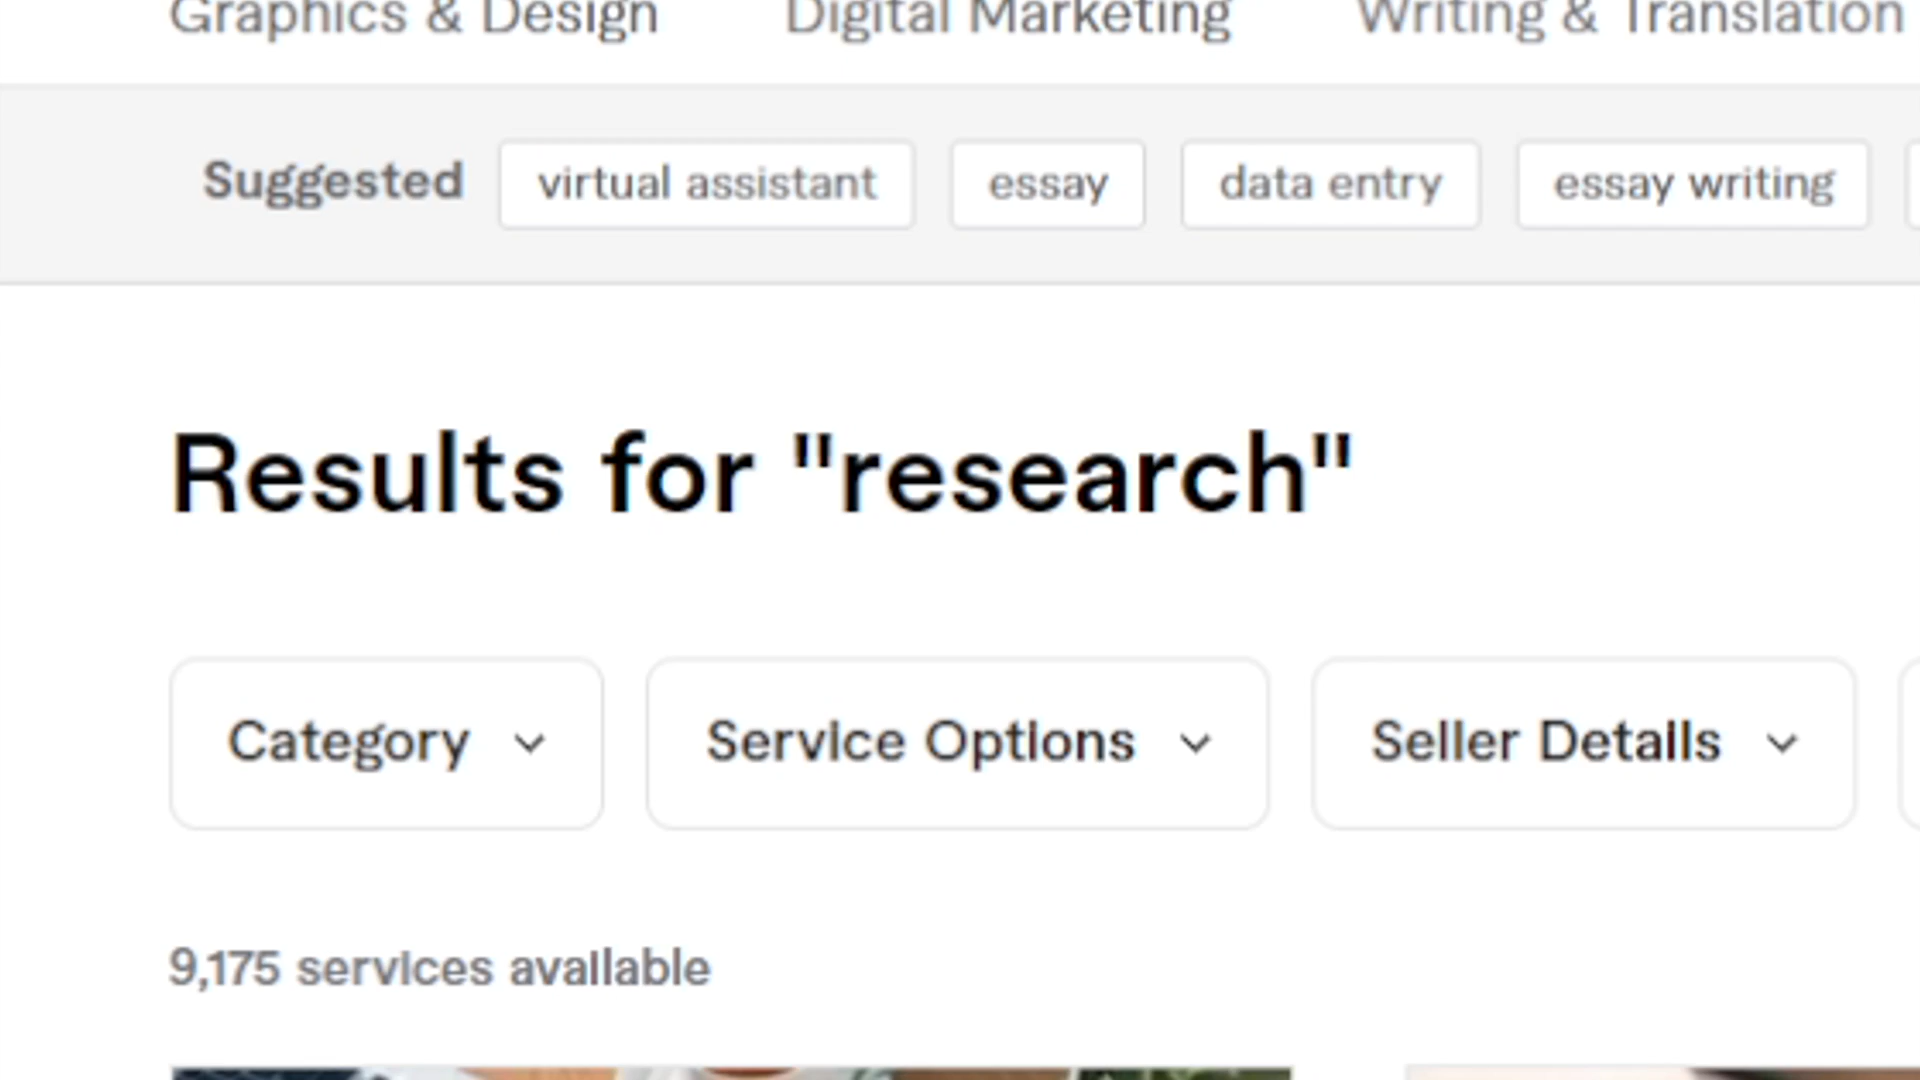 Graphics & Design Digital Marketing Writing & Translation
Suggested virtual assistant essay data entry essay writing
Results for "research"
Category Service Options Seller Details
9,175 services available